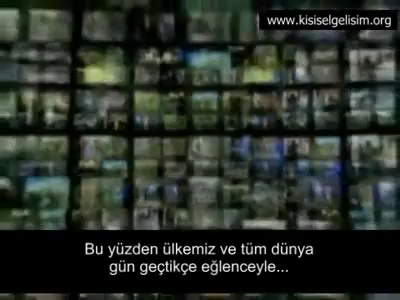 www.kisiselgelisim.org
Bu yüzden ülkemiz ve tüm dünya
gün geçtikçe eğlenceyle...